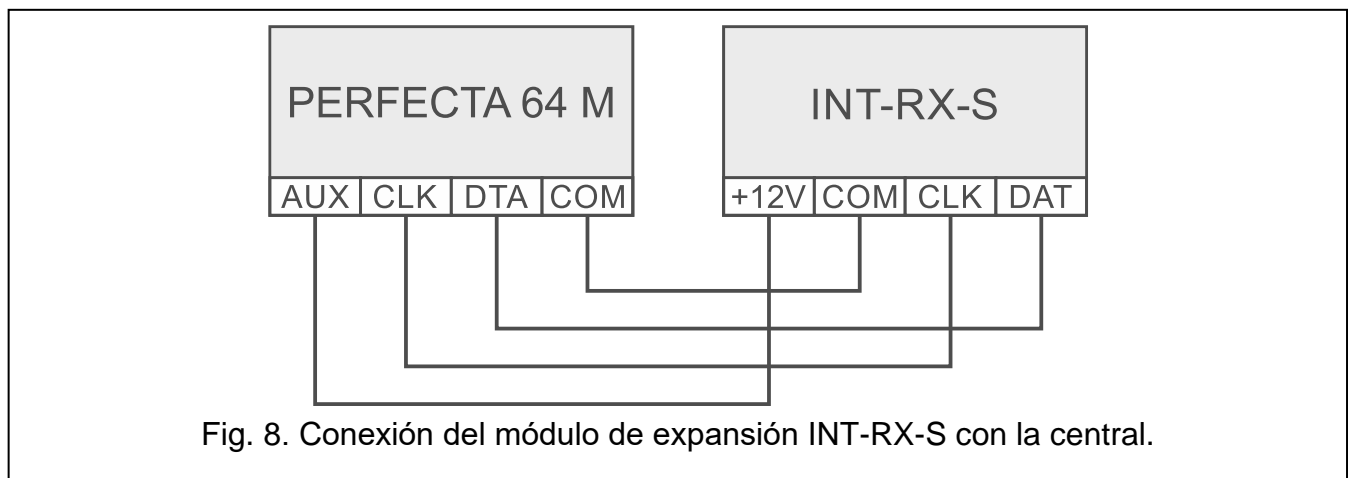 PERFECTA 64 M
INT-RX-S
AUX CLK DTA COM
+12V COM CLK DAT
Fig. 8. Conexión del módulo de expansión INT-RX-S con la central.